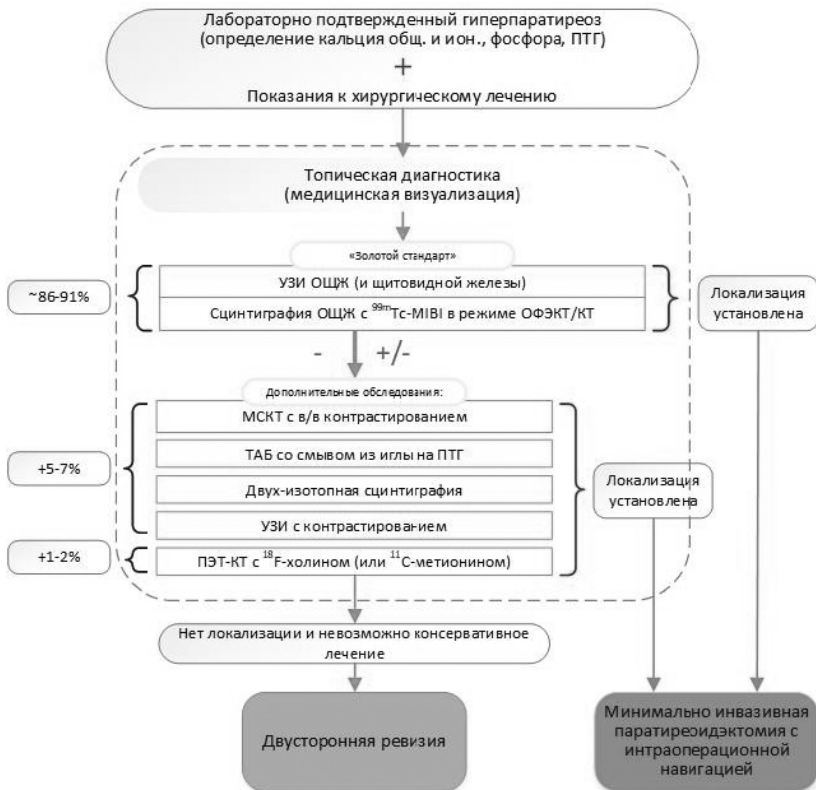 Лабораторно подтвержденный гиперпаратиреоз
(определение кальция общ. и ион., фосфора, ПТГ)
+
Показания к хирургическому лечению
Топическая диагностика
(медицинская визуализация)
«Золотой стандарт»
~86-91%
УЗИ ОЩЖ (и щитовидной железы)
Сцинтиграфия ОЩЖ с ⁹⁹ᵐTc-MIBI в режиме ОФЭКТ/КТ
Локализация
установлена
- +/-
Дополнительные обследования:
МСКТ с в/в контрастированием
ТАБ со смывом из иглы на ПТГ
+5-7%
Двух-изотопная сцинтиграфия
УЗИ с контрастированием
Локализация
установлена
+1-2%
ПЭТ-КТ с ¹⁸F-холином (или ¹¹C-метионином)
Нет локализации и невозможно консервативное
лечение
Двусторонняя ревизия
Минимально инвазивная
паратиреоидэктомия с
интраоперационной
навигацией